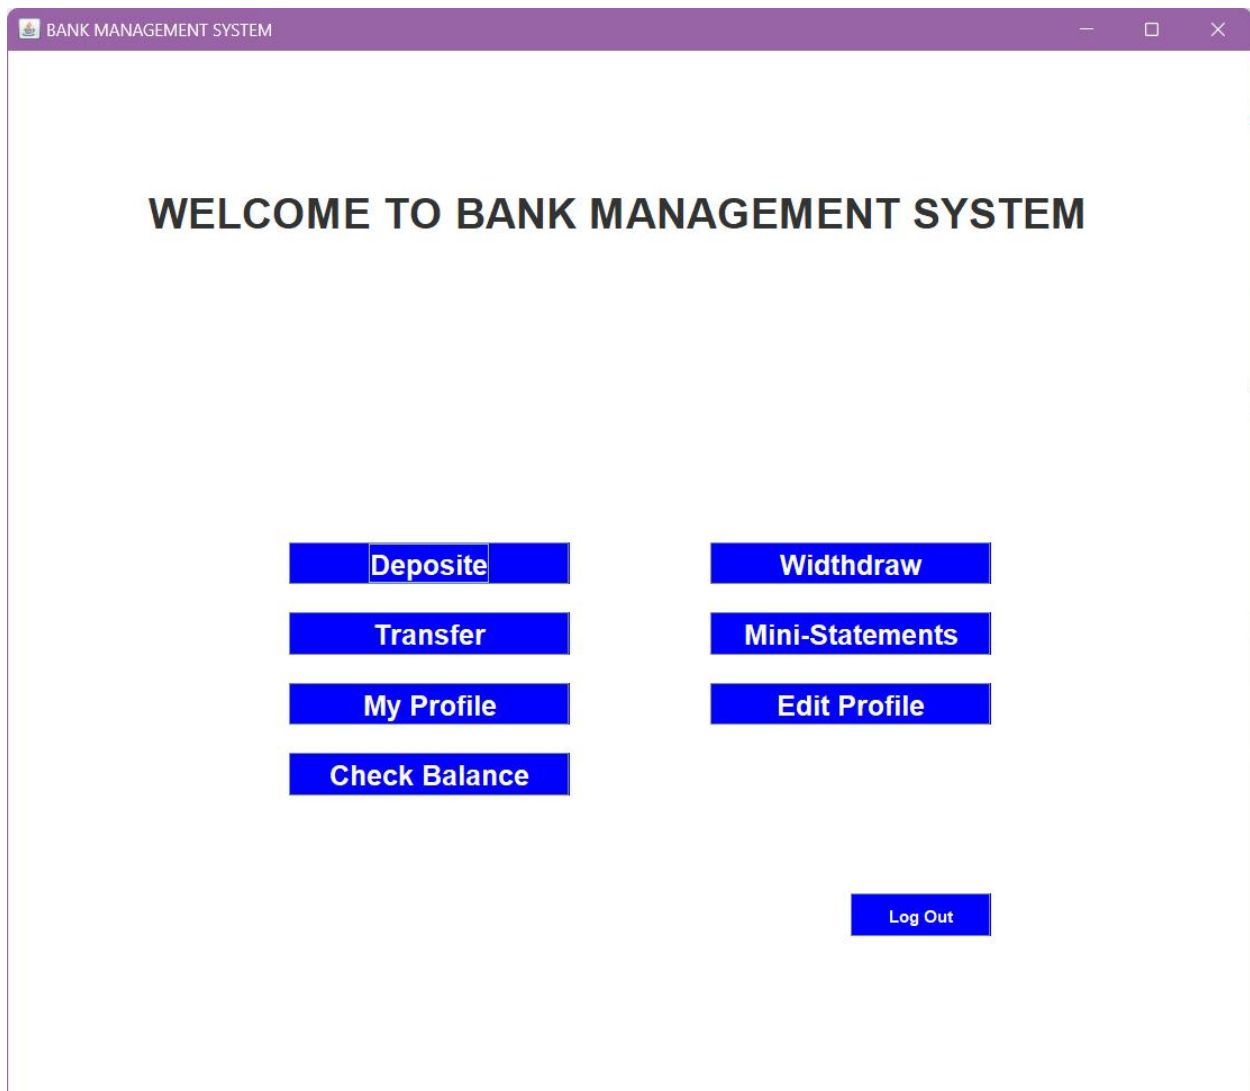 BANK MANAGEMENT SYSTEM
WELCOME TO BANK MANAGEMENT SYSTEM
Deposite
Widthdraw
Transfer
Mini-Statements
My Profile
Edit Profile
Check Balance
Log Out